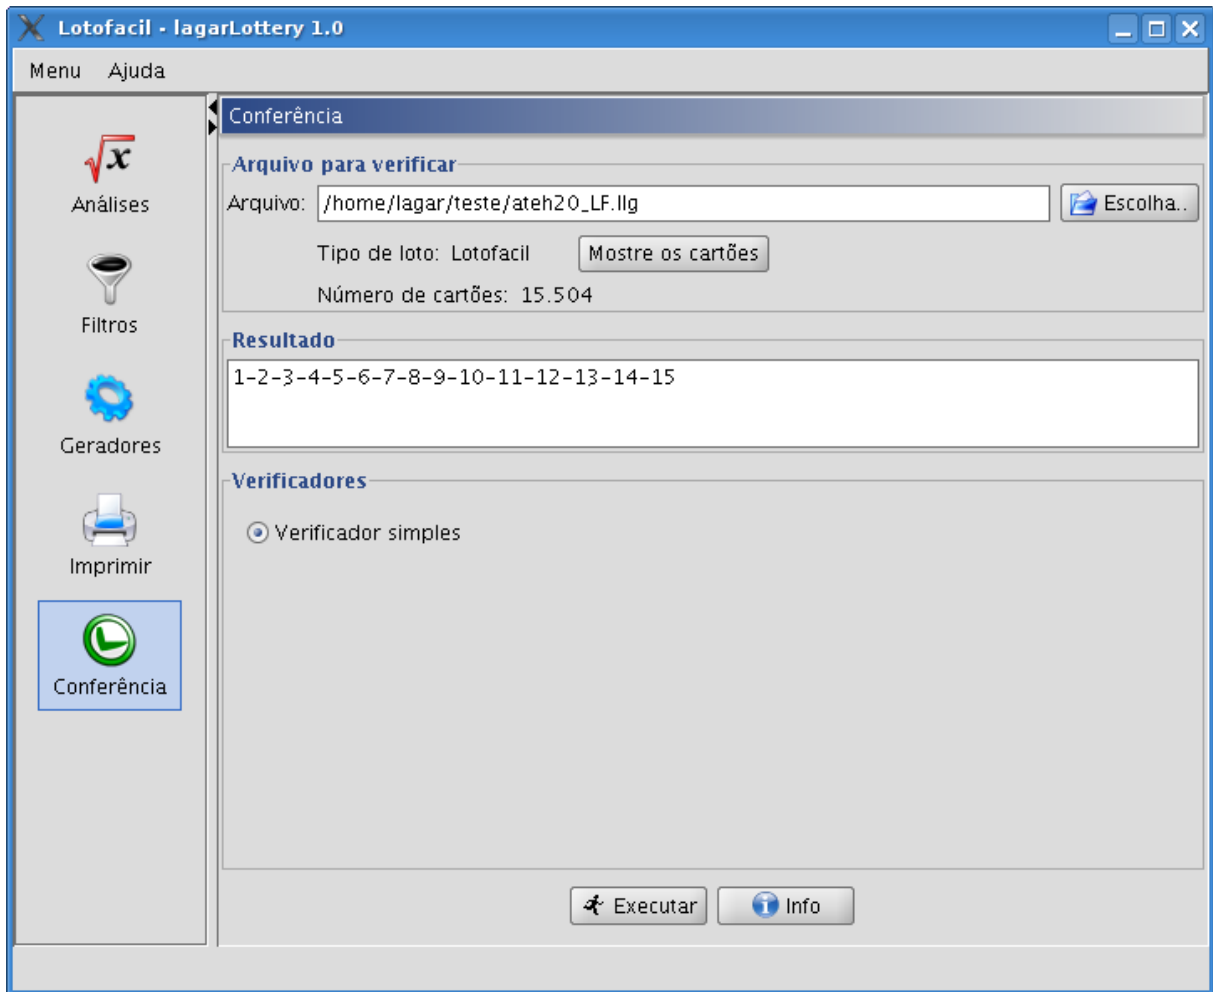 Lotofacil - lagarLottery 1.0
Menu Ajuda
Análises
Filtros
Geradores
Imprimir
Conferência
Conferência
Arquivo para verificar
Arquivo: /home/lagar/teste/ateh20_LF.llg Escolha..
Tipo de loto: Lotofacil Mostre os cartões
Número de cartões: 15.504
Resultado
1-2-3-4-5-6-7-8-9-10-11-12-13-14-15
Verificadores
Verificador simples
Executar Info